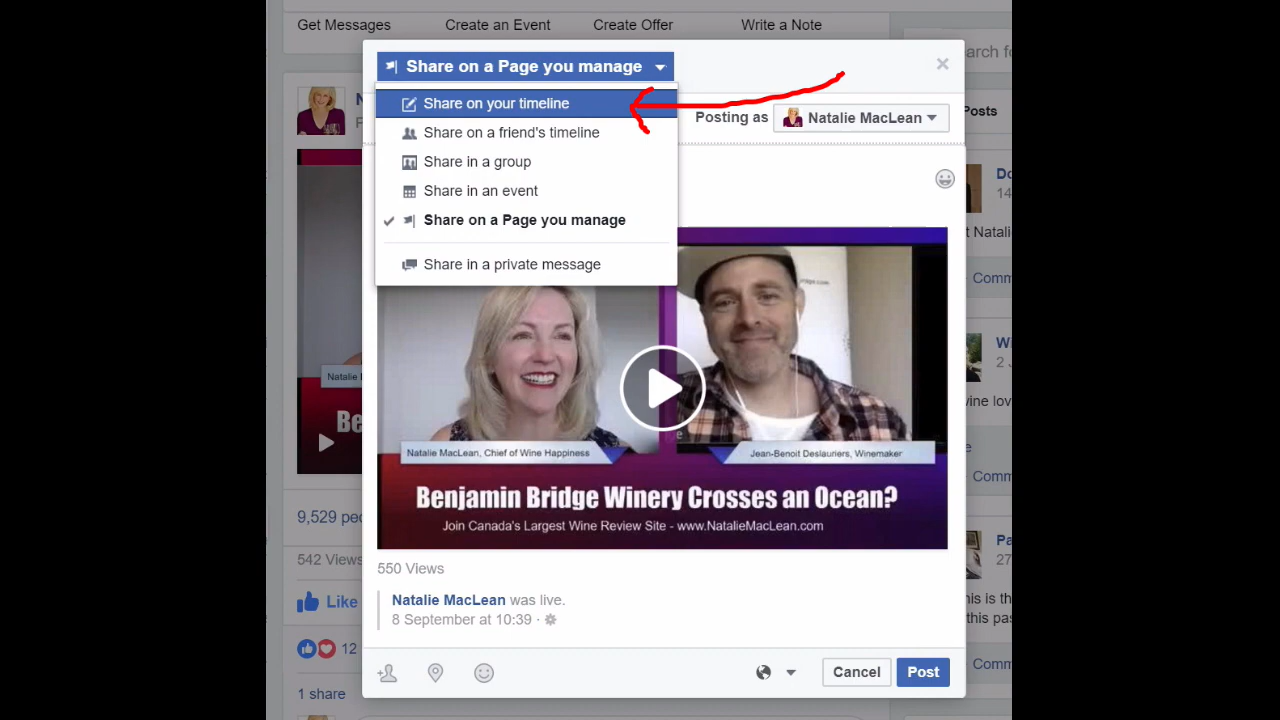 Get Messages
Create an Event
Create Offer
Write a Note
Share on a Page you manage
Share on your timeline
Share on a friend's timeline
Share in a group
Share in an event
Share on a Page you manage
Share in a private message
Posting as
Natalie MacLean
Posts
Natalie MacLean, Chief of Wine Happiness
Jean-Benoit Deslauriers, Winemaker
Benjamin Bridge Winery Crosses an Ocean?
Join Canada's Largest Wine Review Site - www.NatalieMacLean.com
550 Views
Natalie MacLean was live.
8 September at 10:39 ·
Cancel
Post
Natalie
9,529
542 Views
Like
12
1 share
this pas